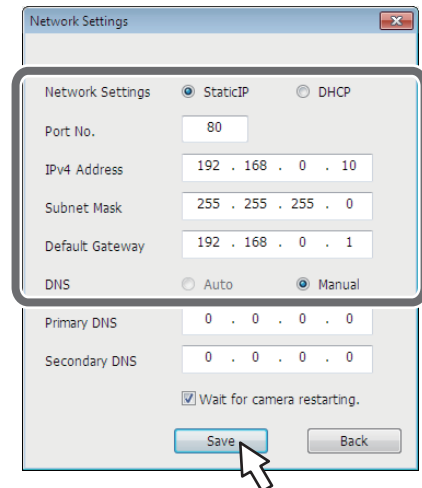 Network Settings
Network Settings StaticIP DHCP
Port No. 80
IPv4 Address 192 . 168 . 0 . 10
Subnet Mask 255 . 255 . 255 . 0
Default Gateway 192 . 168 . 0 . 1
DNS Auto Manual
Primary DNS 0 . 0 . 0 . 0
Secondary DNS 0 . 0 . 0 . 0
Wait for camera restarting.
Save Back